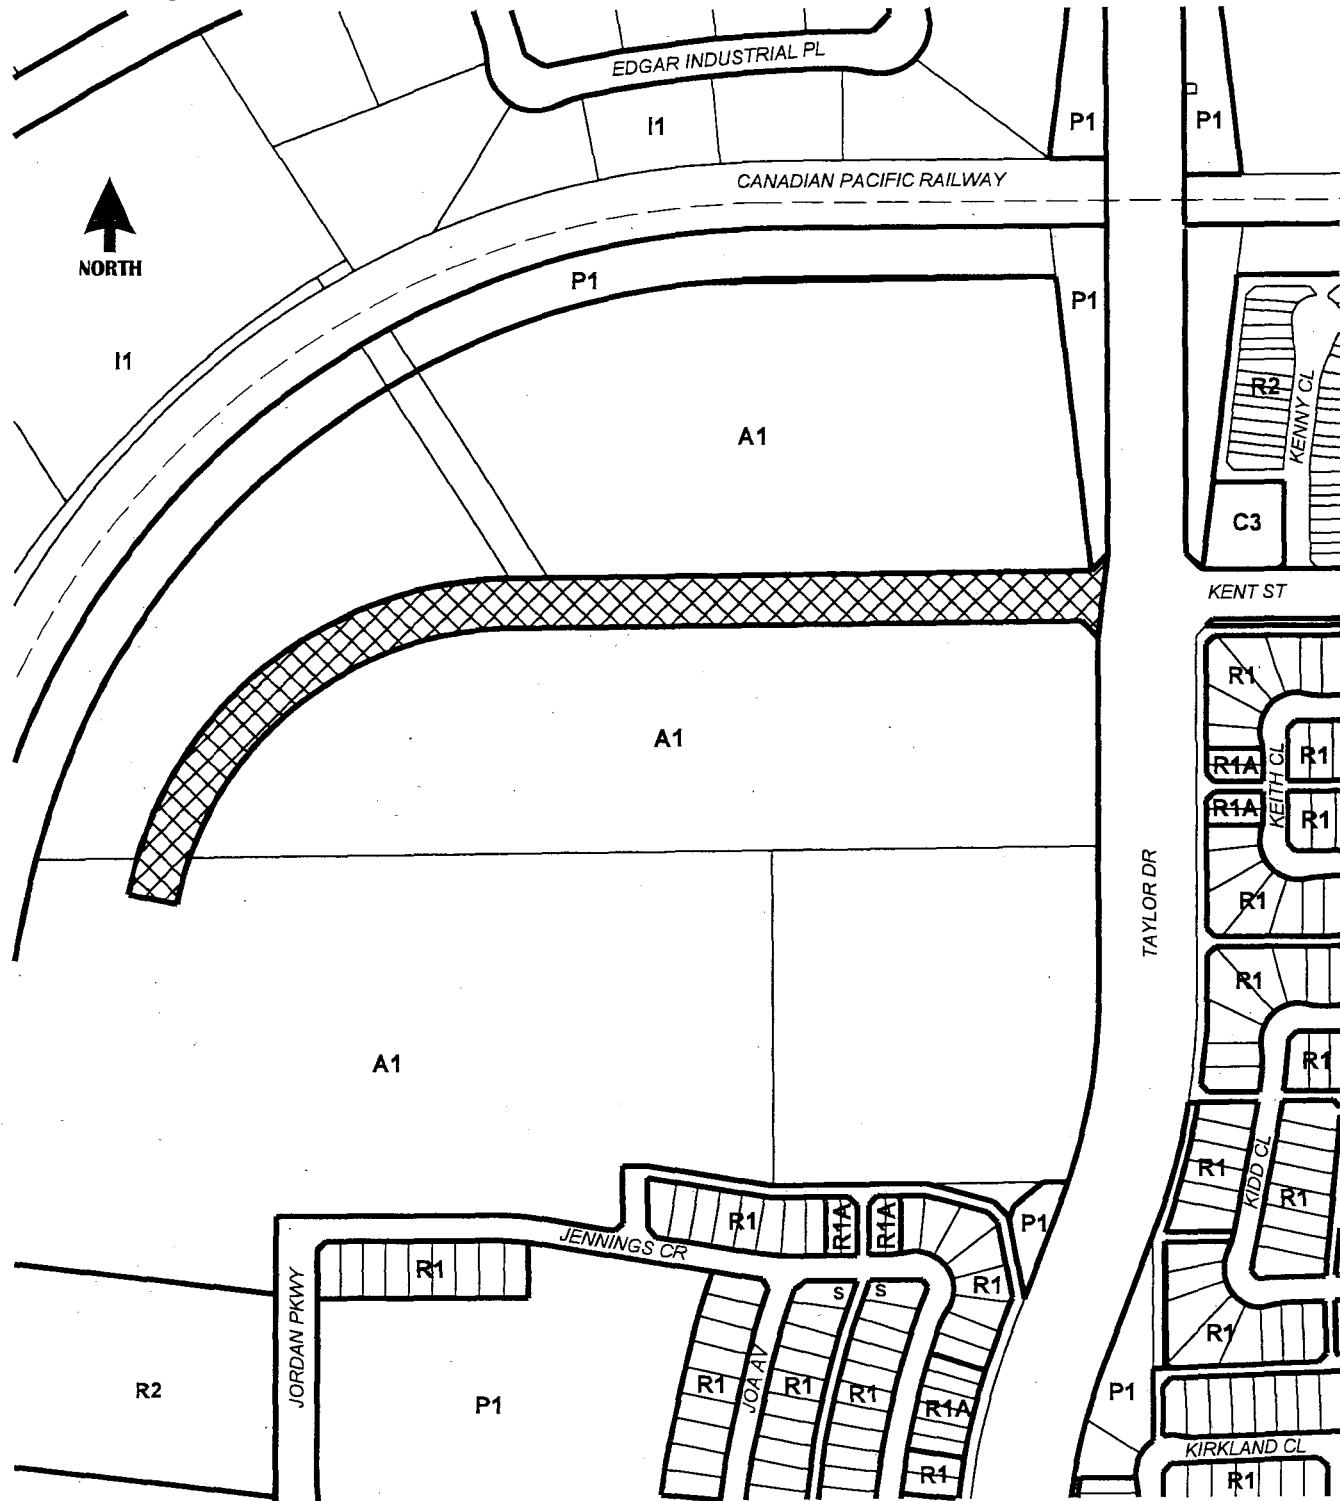 EDGAR INDUSTRIAL PL
I1
P1
P1
CANADIAN PACIFIC RAILWAY
NORTH
P1
P1
I1
R2
KENNY CL
A1
C3
KENT ST
R1
A1
R1
R1A
KEITH CL
R1A
R1
TAYLOR DR
R1
R1
A1
R1
R1
KIDD CL
R1
R1
R1A
R1A
P1
JENNINGS CR
R1
R1
S
S
R1
JORDAN PKWY
R2
P1
R1
JOA AV
R1
R1
R1A
P1
KIRKLAND CL
R1
R1